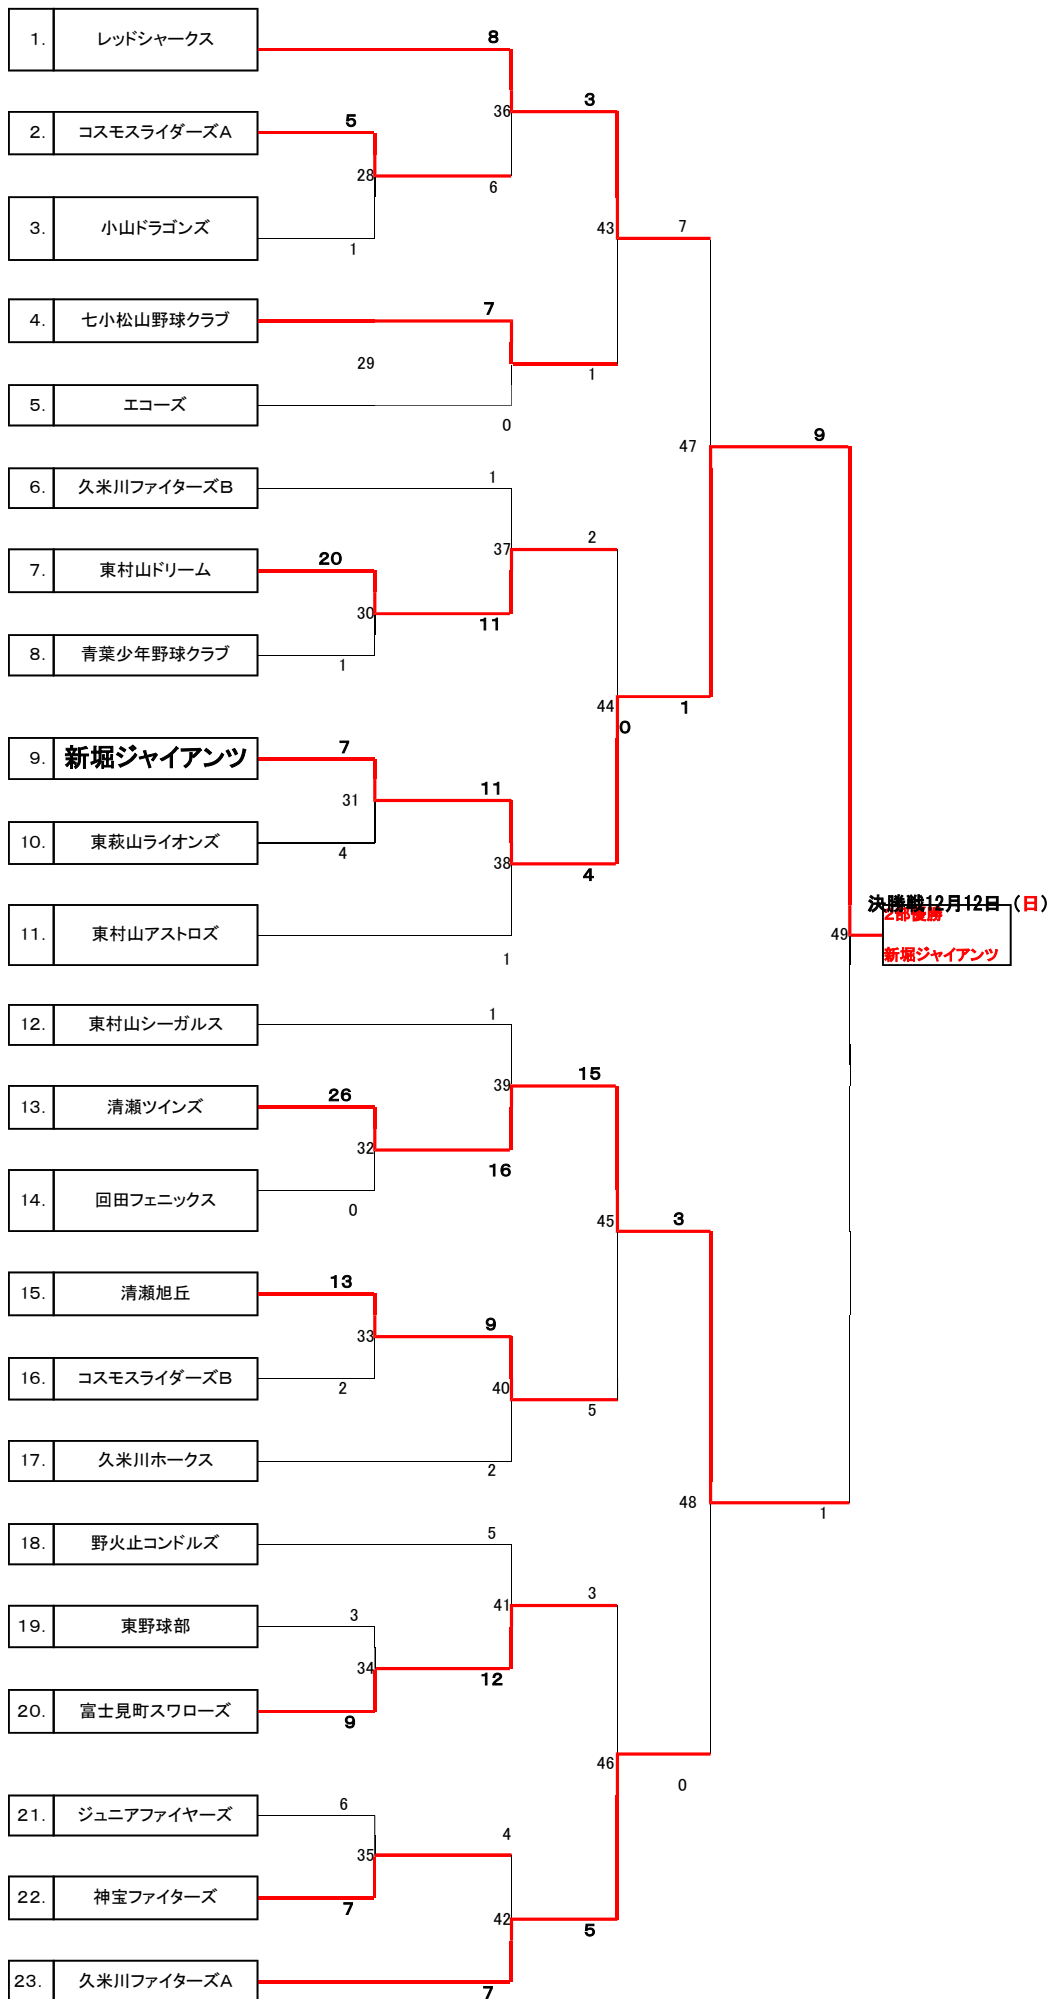 1. レッドシャークス
8
36
3
2. コスモスライダーズA
5
28
6
3. 小山ドラゴンズ
1
43
7
4. 七小松山野球クラブ
7
29
1
5. エコーズ
0
47
9
6. 久米川ファイターズB
1
37
2
7. 東村山ドリーム
20
30
11
8. 青葉少年野球クラブ
1
44
0
1
9. 新堀ジャイアンツ
7
31
11
10. 東萩山ライオンズ
4
38
4
11. 東村山アストロズ
1
決勝戦12月12日(日)
2部優勝
49
新堀ジャイアンツ
12. 東村山シーガルス
1
39
15
13. 清瀬ツインズ
26
32
16
14. 回田フェニックス
0
45
3
15. 清瀬旭丘
13
33
9
16. コスモスライダーズB
2
40
5
17. 久米川ホークス
2
48
1
18. 野火止コンドルズ
5
41
3
19. 東野球部
3
34
12
20. 富士見町スワローズ
9
46
0
21. ジュニアファイヤーズ
6
35
4
22. 神宝ファイターズ
7
42
5
23. 久米川ファイターズA
7